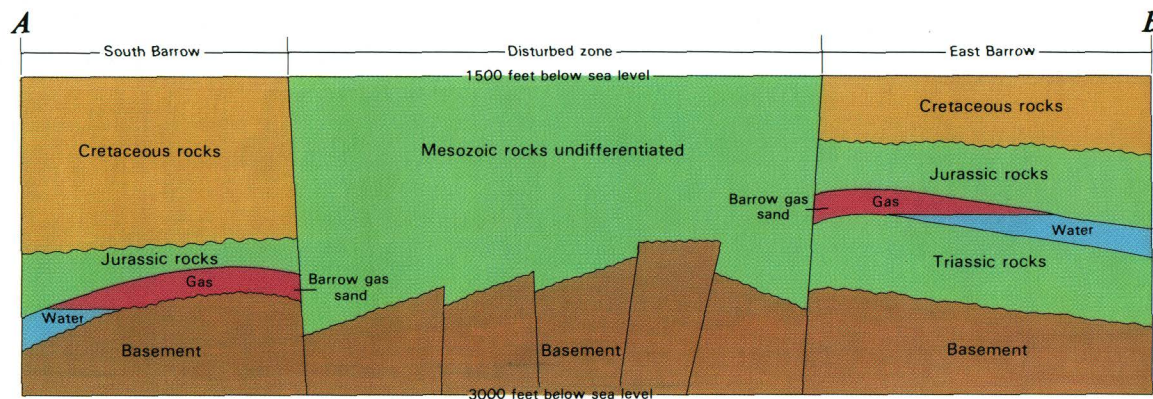 A
B
South Barrow
Disturbed zone
East Barrow
1500 feet below sea level
Cretaceous rocks
Cretaceous rocks
Mesozoic rocks undifferentiated
Jurassic rocks
Barrow gas
sand
Gas
Water
Jurassic rocks
Triassic rocks
Gas
Barrow gas
sand
Water
Basement
Basement
Basement
3000 feet below sea level